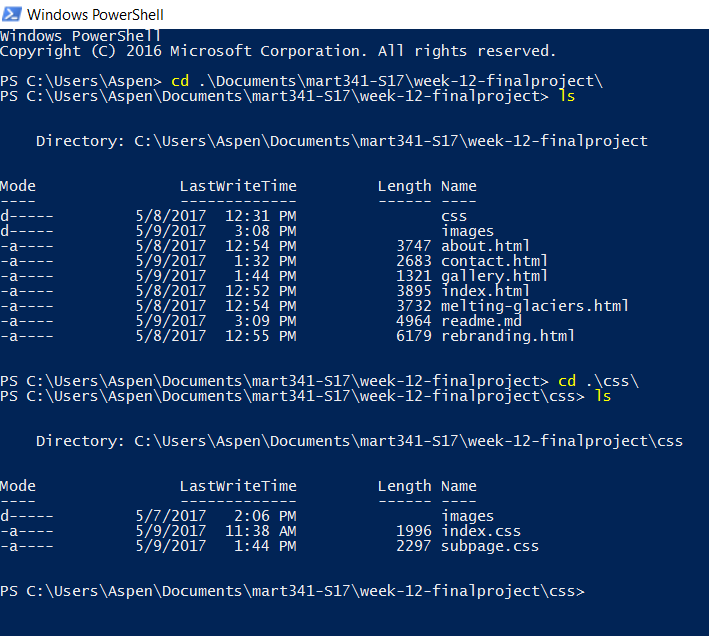 Windows PowerShell
Windows PowerShell
Copyright (C) 2016 Microsoft Corporation. All rights reserved.
PS C:\Users\Aspen> cd .\Documents\mart341-S17\week-12-finalproject\
PS C:\Users\Aspen\Documents\mart341-S17\week-12-finalproject> ls
Directory: C:\Users\Aspen\Documents\mart341-S17\week-12-finalproject
Mode LastWriteTime Length Name
---- ------------- ------ ----
d----- 5/8/2017 12:31 PM css
d----- 5/9/2017 3:08 PM images
-a---- 5/8/2017 12:54 PM 3747 about.html
-a---- 5/9/2017 1:32 PM 2683 contact.html
-a---- 5/9/2017 1:44 PM 1321 gallery.html
-a---- 5/8/2017 12:52 PM 3895 index.html
-a---- 5/8/2017 12:54 PM 3732 melting-glaciers.html
-a---- 5/9/2017 3:09 PM 4964 readme.md
-a---- 5/8/2017 12:55 PM 6179 rebranding.html
PS C:\Users\Aspen\Documents\mart341-S17\week-12-finalproject> cd .\css\
PS C:\Users\Aspen\Documents\mart341-S17\week-12-finalproject\css> ls
Directory: C:\Users\Aspen\Documents\mart341-S17\week-12-finalproject\css
Mode LastWriteTime Length Name
---- ------------- ------ ----
d----- 5/7/2017 2:06 PM images
-a---- 5/9/2017 11:38 AM 1996 index.css
-a---- 5/9/2017 1:44 PM 2297 subpage.css
PS C:\Users\Aspen\Documents\mart341-S17\week-12-finalproject\css>